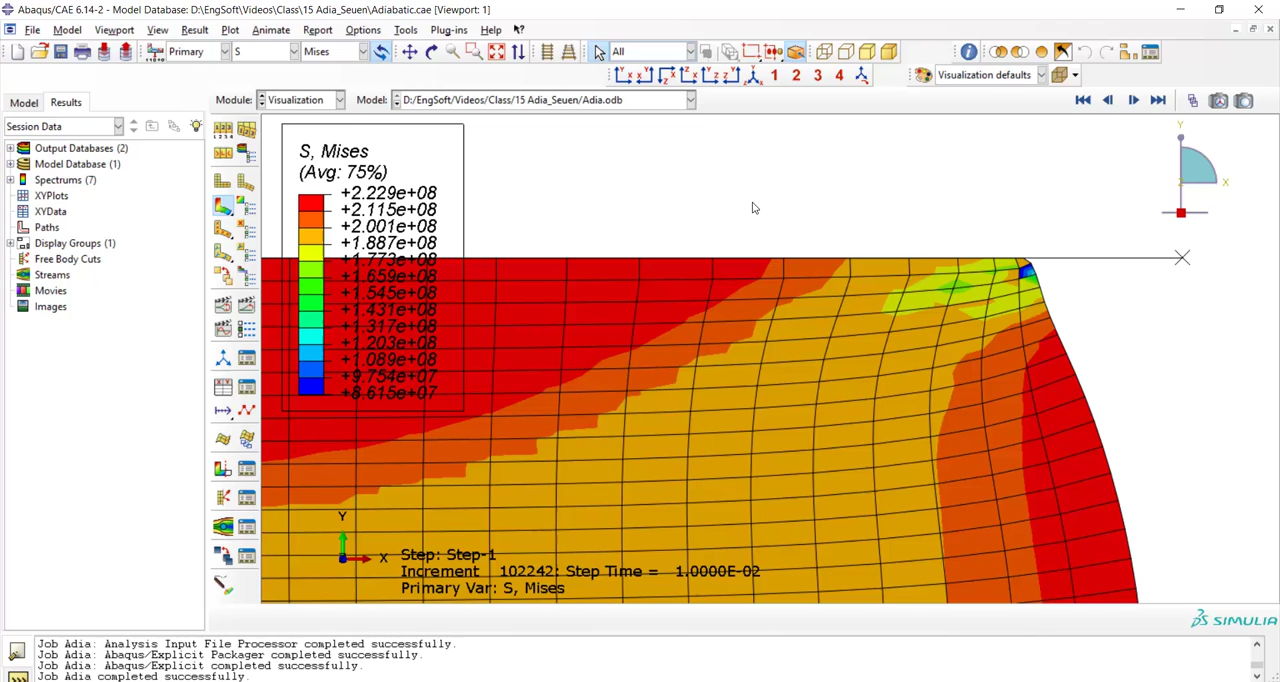 Abaqus/CAE 6.14-2 - Model Database: D:\EngSoft\Videos\Class\15 Adia_Seuen\Adiabatic.cae [Viewport: 1]
File Model Viewport View Result Plot Animate Report Options Tools Plug-ins Help
Primary S Mises All
1 2 3 4 Visualization defaults
Model Results Module: Visualization Model: D:/EngSoft/Videos/Class/15 Adia_Seuen/Adia.odb
Session Data
Output Databases (2)
Model Database (1)
Spectrums (7)
XYPlots
XYData
Paths
Display Groups (1)
Free Body Cuts
Streams
Movies
Images
S, Mises
(Avg: 75%)
+2.229e+08
+2.115e+08
+2.001e+08
+1.887e+08
+1.773e+08
+1.659e+08
+1.545e+08
+1.431e+08
+1.317e+08
+1.203e+08
+1.089e+08
+9.754e+07
+8.615e+07
Y
Z X
Y
X
Step: Step-1
Increment 102242: Step Time = 1.0000E-02
Primary Var: S, Mises
SIMULIA
Job Adia: Analysis Input File Processor completed successfully.
Job Adia: Abaqus/Explicit Packager completed successfully.
Job Adia: Abaqus/Explicit completed successfully.
Job Adia completed successfully.